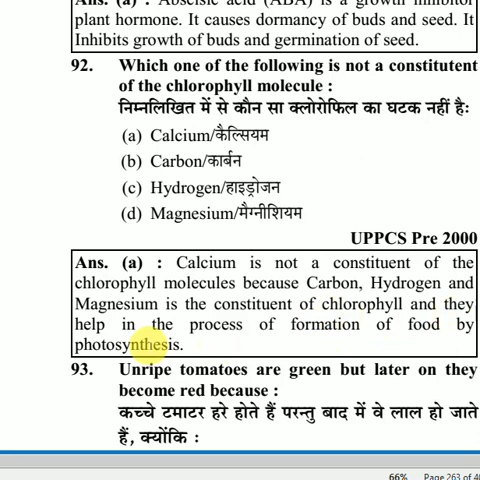 Ans. (a) : Abscisic acid (ABA) is a growth inhibitor
plant hormone. It causes dormancy of buds and seed. It
Inhibits growth of buds and germination of seed.
92. Which one of the following is not a constitutent
of the chlorophyll molecule :
निम्नलिखित में से कौन सा क्लोरोफिल का घटक नहीं हैः
(a) Calcium/कैल्सियम
(b) Carbon/कार्बन
(c) Hydrogen/हाइड्रोजन
(d) Magnesium/मैग्नीशियम
UPPCS Pre 2000
Ans. (a) : Calcium is not a constituent of the
chlorophyll molecules because Carbon, Hydrogen and
Magnesium is the constituent of chlorophyll and they
help in the process of formation of food by
photosynthesis.
93. Unripe tomatoes are green but later on they
become red because :
कच्चे टमाटर हरे होते हैं परन्तु बाद में वे लाल हो जाते
हैं, क्योंकि :
66% Page 263 of